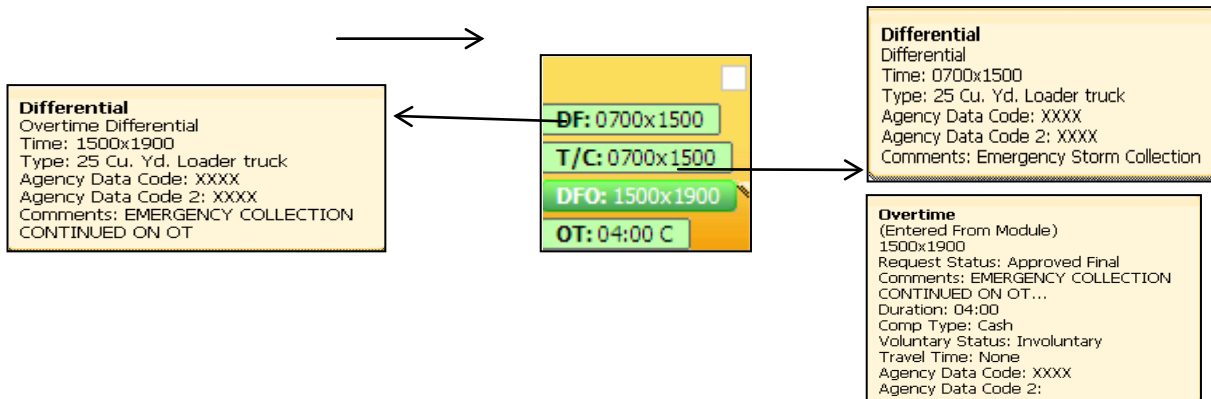 Differential
Overtime Differential
Time: 1500x1900
Type: 25 Cu. Yd. Loader truck
Agency Data Code: XXXX
Agency Data Code 2: XXXX
Comments: EMERGENCY COLLECTION
CONTINUED ON OT
DF: 0700x1500
T/C: 0700x1500
DFO: 1500x1900
OT: 04:00 C
Differential
Differential
Time: 0700x1500
Type: 25 Cu. Yd. Loader truck
Agency Data Code: XXXX
Agency Data Code 2: XXXX
Comments: Emergency Storm Collection
Overtime
(Entered From Module)
1500x1900
Request Status: Approved Final
Comments: EMERGENCY COLLECTION
CONTINUED ON OT...
Duration: 04:00
Comp Type: Cash
Voluntary Status: Involuntary
Travel Time: None
Agency Data Code: XXXX
Agency Data Code 2: